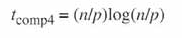 t_comp4 = (n/p)log(n/p)